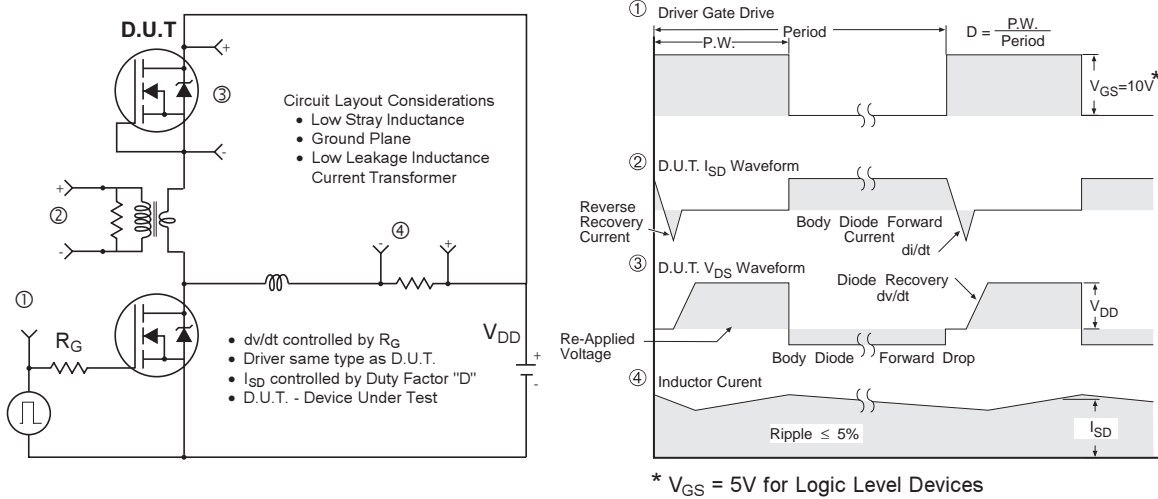 D.U.T
+
③
-
Circuit Layout Considerations
• Low Stray Inductance
• Ground Plane
• Low Leakage Inductance
Current Transformer
+
②
-
④
-
+
①
R_G
• dv/dt controlled by R_G
• Driver same type as D.U.T.
• I_SD controlled by Duty Factor "D"
• D.U.T. - Device Under Test
V_DD
+
-
① Driver Gate Drive
Period
P.W.
D = P.W. / Period
V_GS=10V*
② D.U.T. I_SD Waveform
Reverse
Recovery
Current
Body Diode Forward
Current
di/dt
③ D.U.T. V_DS Waveform
Diode Recovery
dv/dt
V_DD
Re-Applied
Voltage
Body Diode Forward Drop
④ Inductor Curent
Ripple ≤ 5%
I_SD
* V_GS = 5V for Logic Level Devices